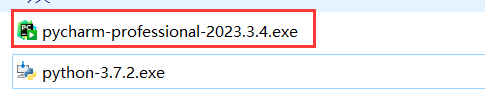 pycharm-professional-2023.3.4.exe
python-3.7.2.exe